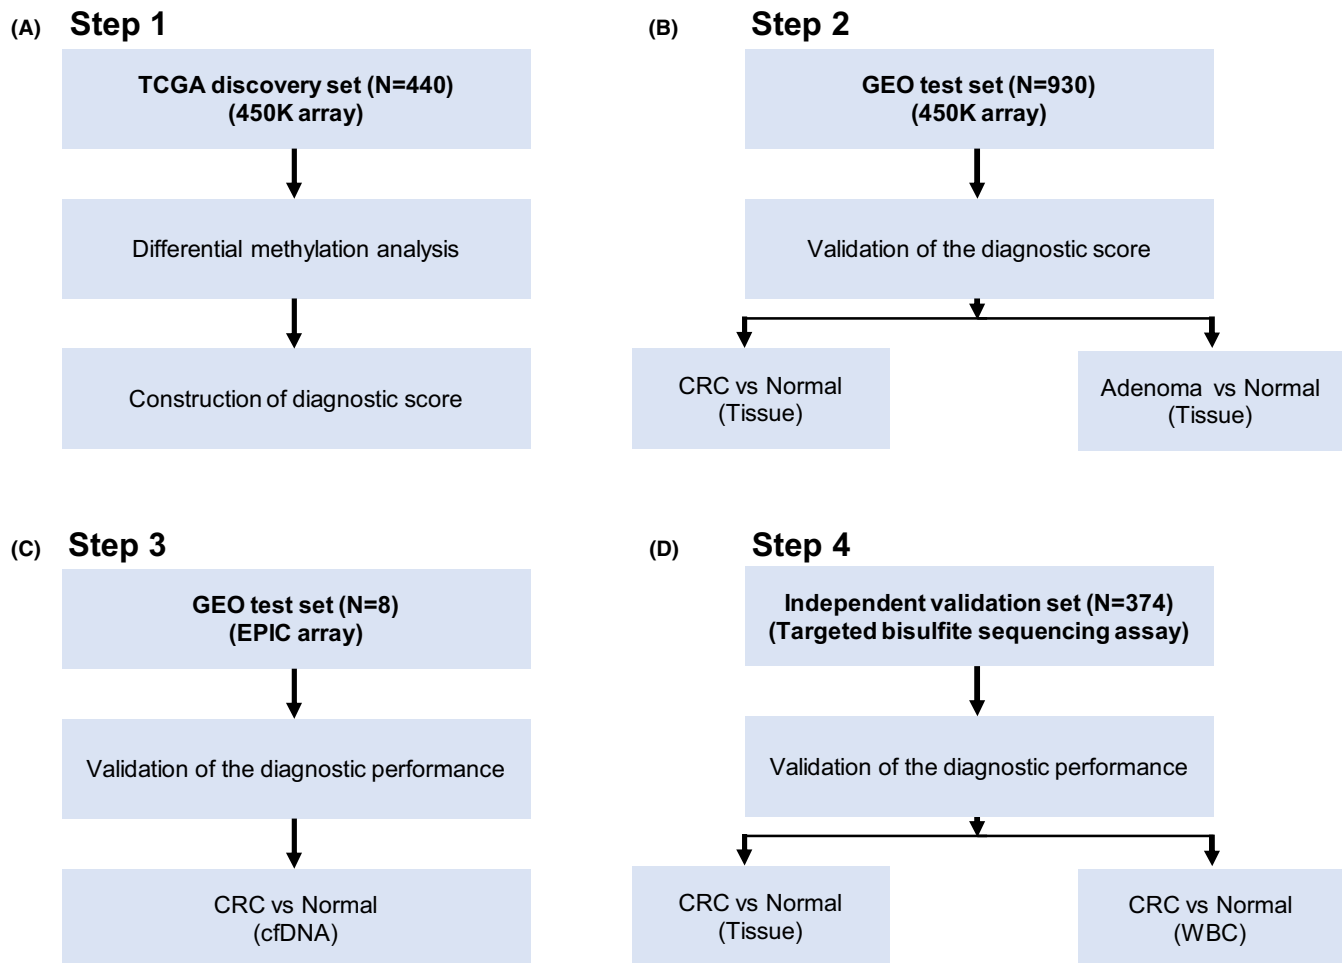 (A) Step 1
TCGA discovery set (N=440)
(450K array)
Differential methylation analysis
Construction of diagnostic score
(B) Step 2
GEO test set (N=930)
(450K array)
Validation of the diagnostic score
CRC vs Normal
(Tissue)
Adenoma vs Normal
(Tissue)
(C) Step 3
GEO test set (N=8)
(EPIC array)
Validation of the diagnostic performance
CRC vs Normal
(cfDNA)
(D) Step 4
Independent validation set (N=374)
(Targeted bisulfite sequencing assay)
Validation of the diagnostic performance
CRC vs Normal
(Tissue)
CRC vs Normal
(WBC)